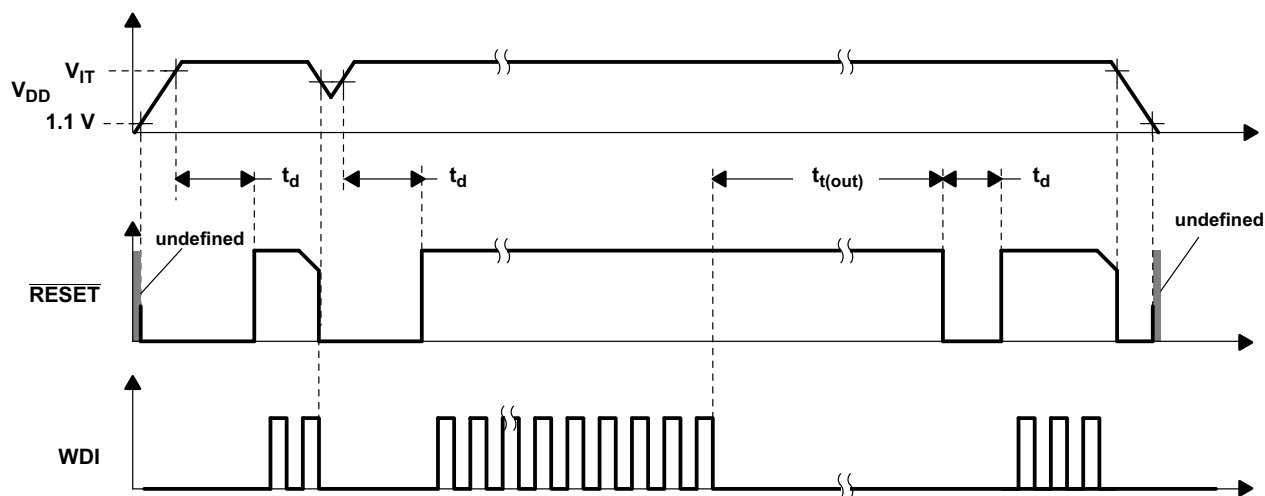 V_IT
V_DD
1.1 V
t_d
t_d
t_t(out)
t_d
undefined
undefined
RESET
WDI